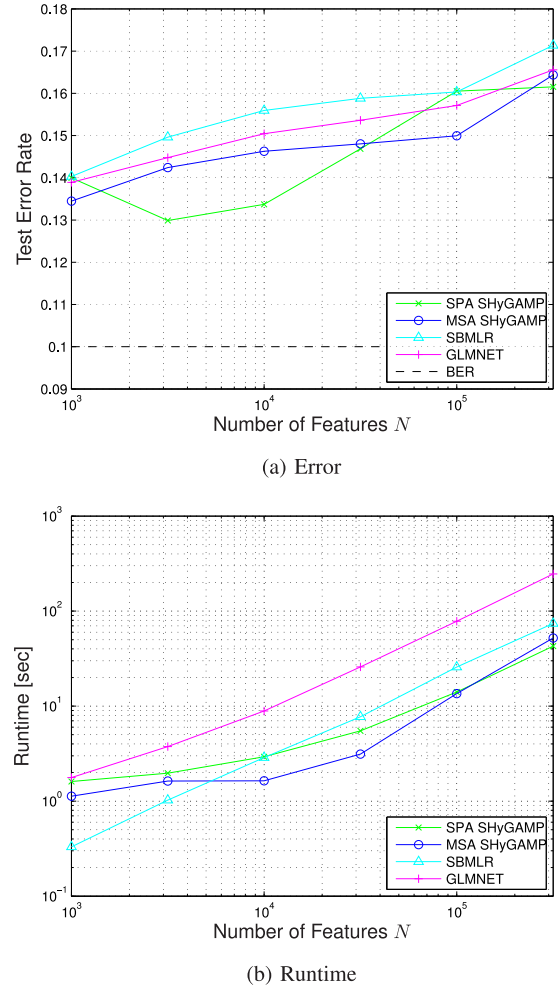 0.18
0.17
0.16
0.15
0.14
0.13
0.12
0.11
0.1
0.09
Test Error Rate
SPA SHyGAMP
MSA SHyGAMP
SBMLR
GLMNET
BER
10³ 10⁴ 10⁵
Number of Features N
(a) Error
10³
10²
10¹
10⁰
10⁻¹
Runtime [sec]
SPA SHyGAMP
MSA SHyGAMP
SBMLR
GLMNET
10³ 10⁴ 10⁵
Number of Features N
(b) Runtime